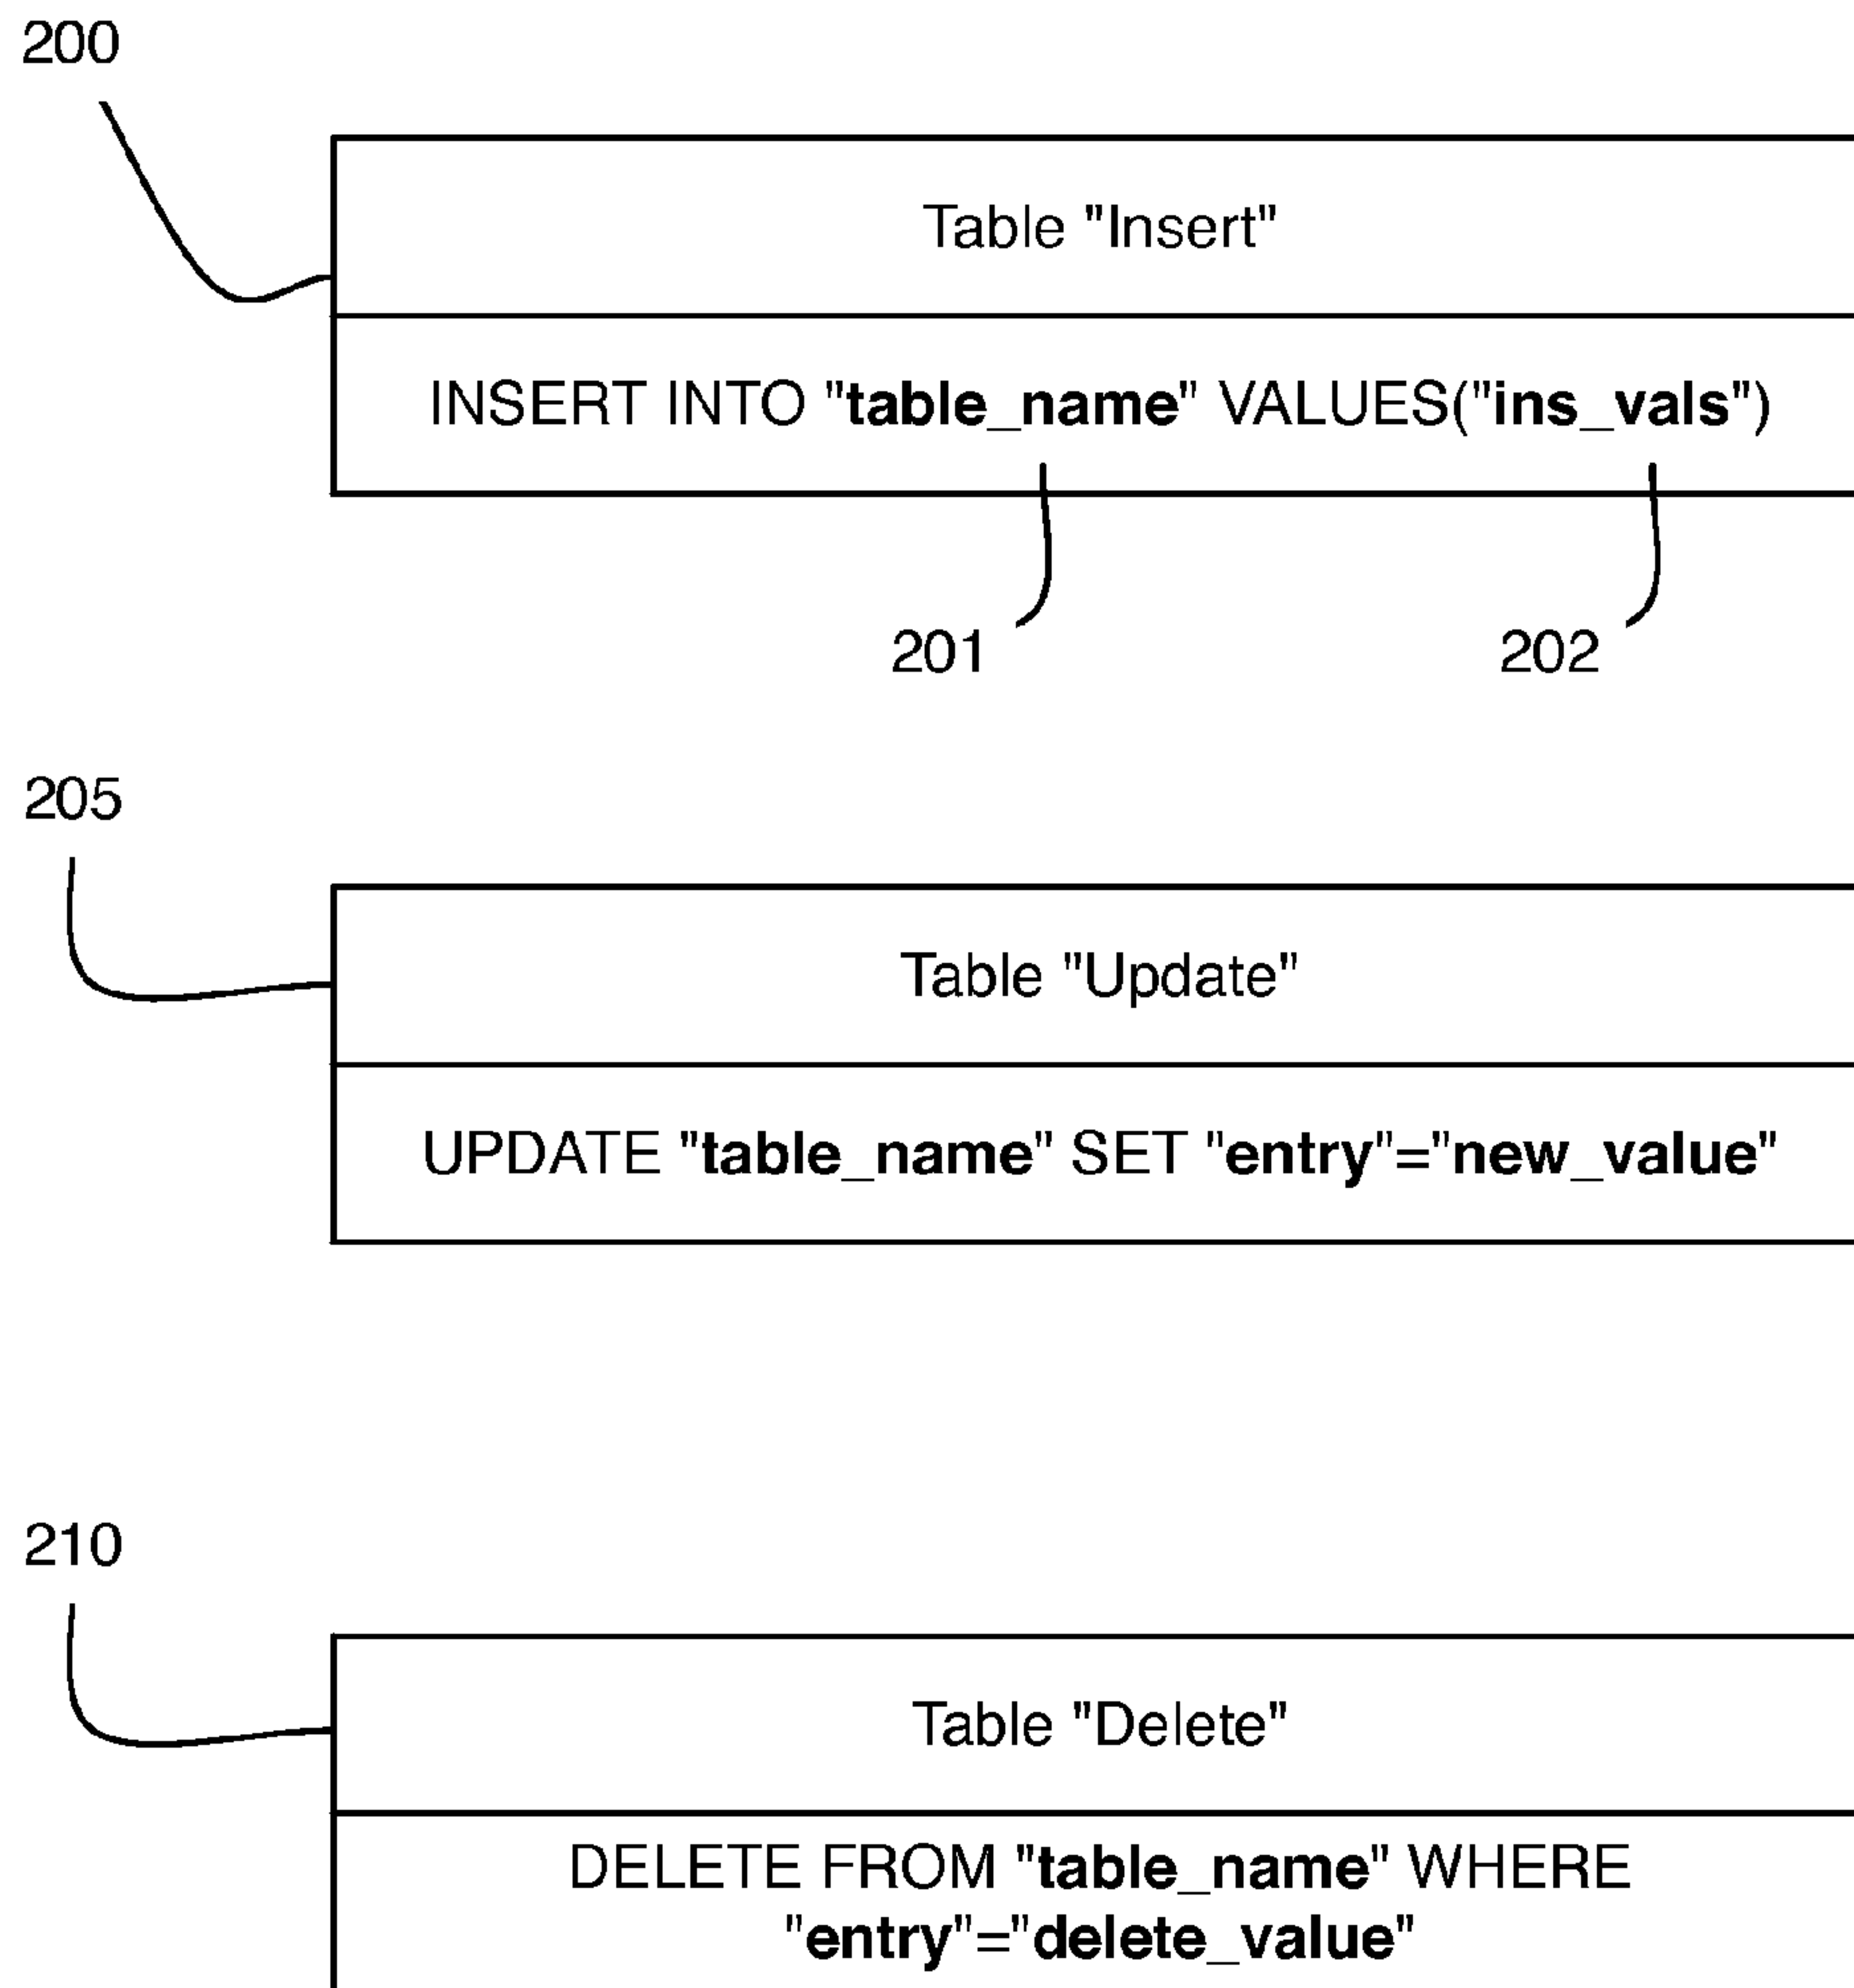 200
Table "Insert"
INSERT INTO "table_name" VALUES("ins_vals")
201
202
205
Table "Update"
UPDATE "table_name" SET "entry"="new_value"
210
Table "Delete"
DELETE FROM "table_name" WHERE
"entry"="delete_value"